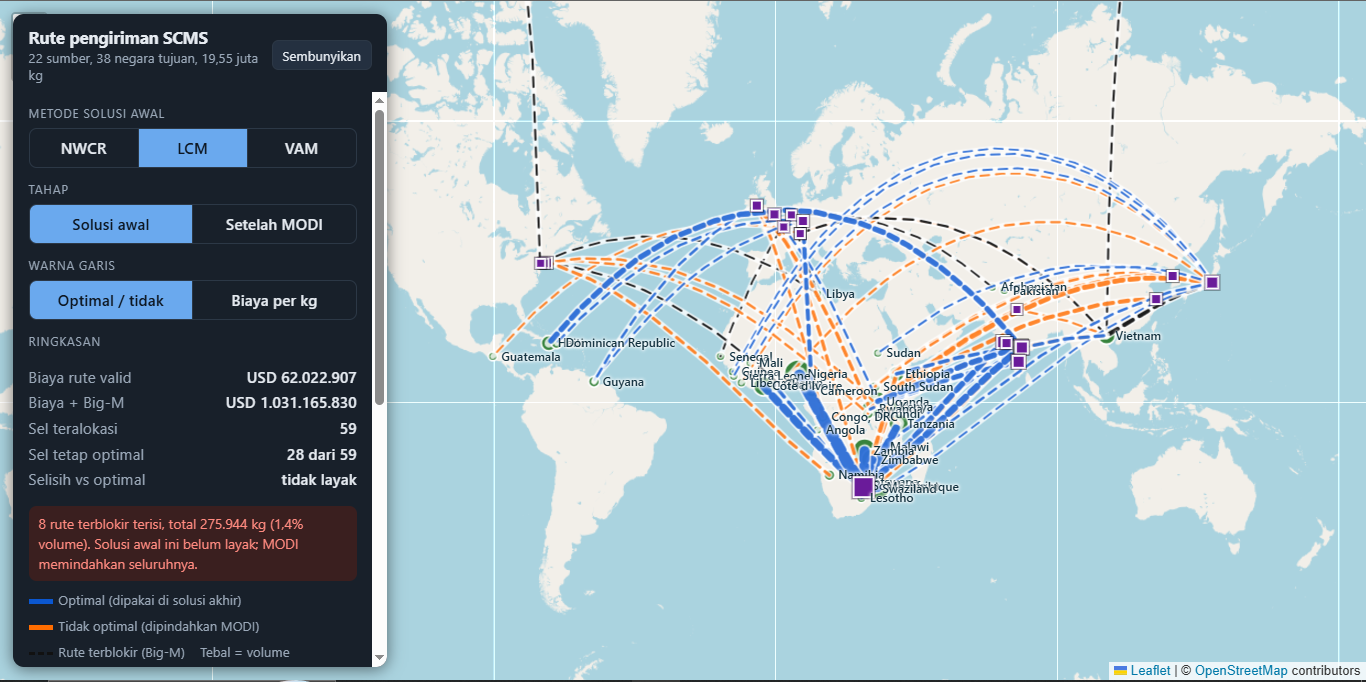 Rute pengiriman SCMS
22 sumber, 38 negara tujuan, 19,55 juta
kg
Sembunyikan
METODE SOLUSI AWAL
NWCR
LCM
VAM
TAHAP
Solusi awal
Setelah MODI
WARNA GARIS
Optimal / tidak
Biaya per kg
RINGKASAN
Biaya rute valid USD 62.022.907
Biaya + Big-M USD 1.031.165.830
Sel teralokasi 59
Sel tetap optimal 28 dari 59
Selisih vs optimal tidak layak
8 rute terblokir terisi, total 275.944 kg (1,4%
volume). Solusi awal ini belum layak; MODI
memindahkan seluruhnya.
Optimal (dipakai di solusi akhir)
Tidak optimal (dipindahkan MODI)
Rute terblokir (Big-M) Tebal = volume
Afghanistan
Pakistan
Libya
Vietnam
Dominican Republic
Guatemala
Senegal
Sudan
Mali
Guyana
Sierra Leone
Nigeria
Ethiopia
South Sudan
Cameroon
Uganda
Congo, DRC
Tanzania
Angola
Malawi
Zambia
Zimbabwe
Namibia
Swaziland
Lesotho
Leaflet | © OpenStreetMap contributors